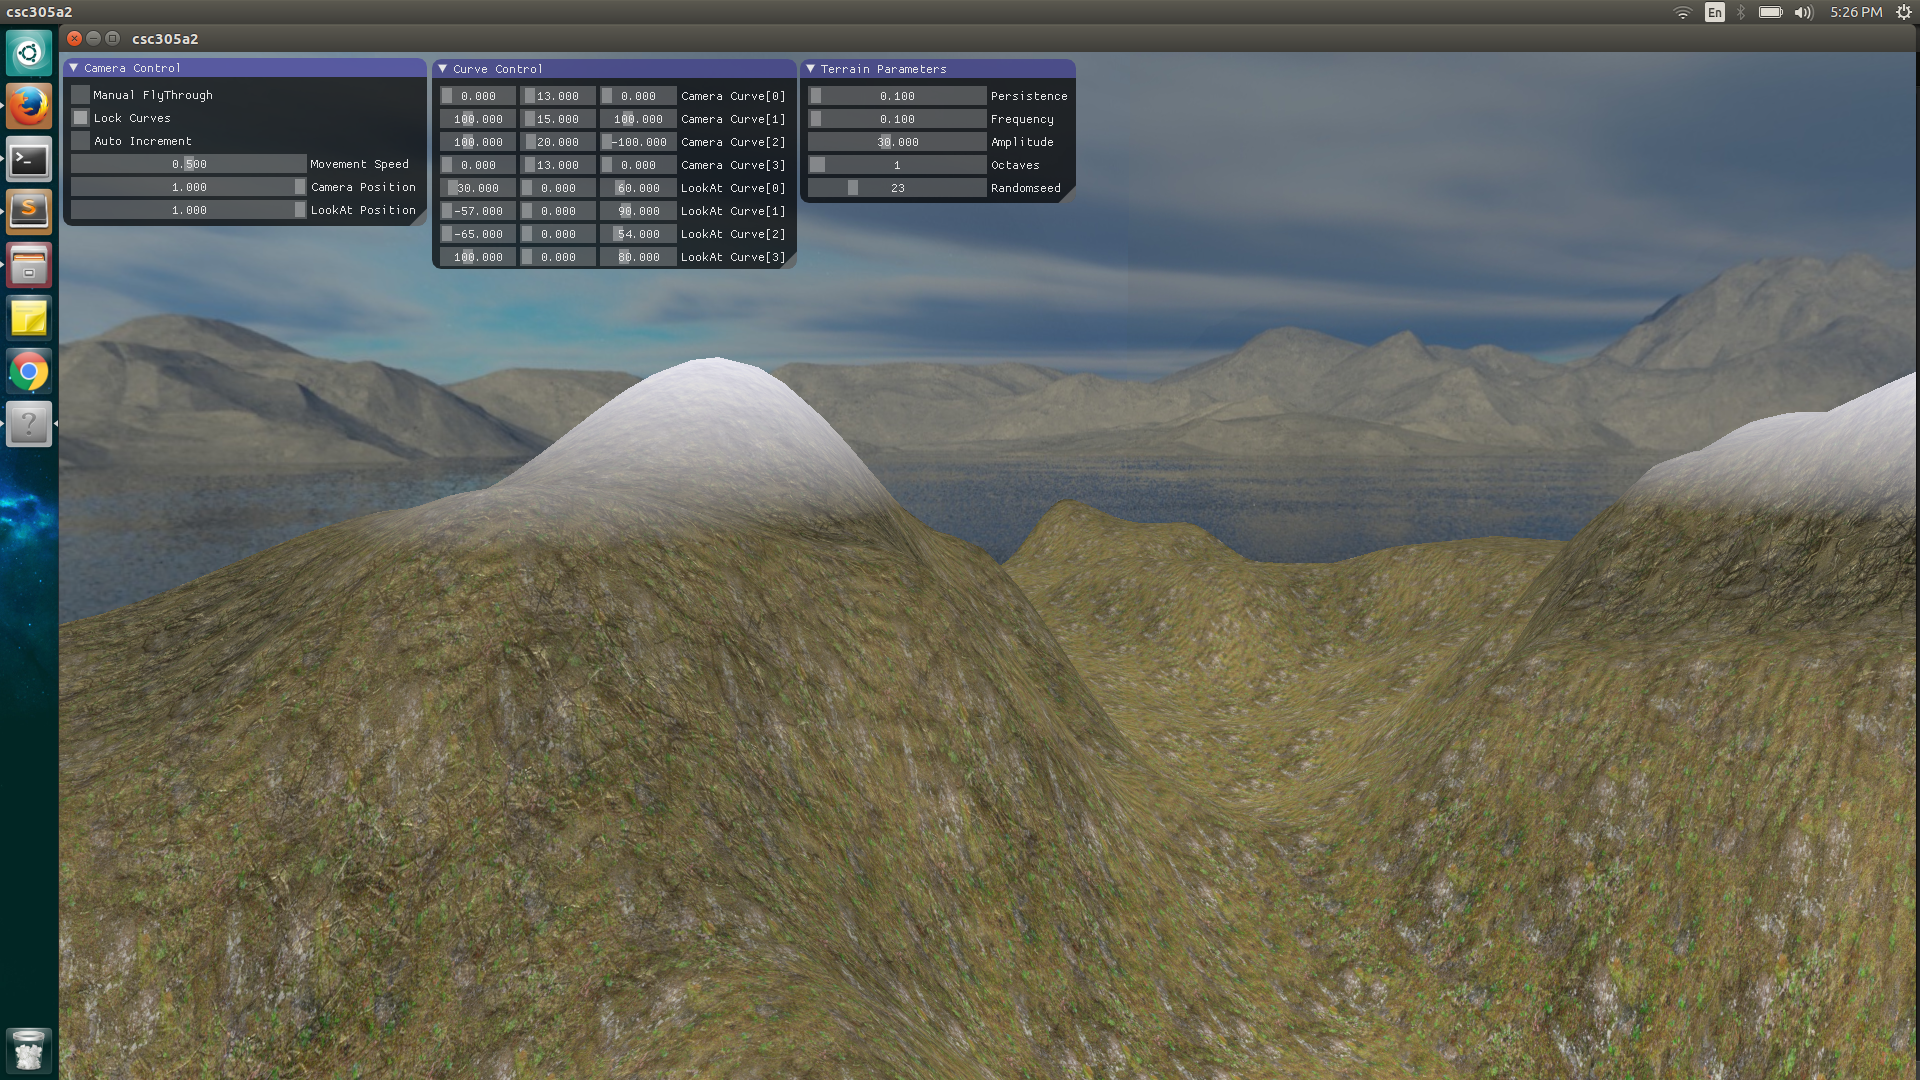 csc305a2
En
5:26 PM
csc305a2
Camera Control
Manual FlyThrough
Lock Curves
Auto Increment
0.500 Movement Speed
1.000 Camera Position
1.000 LookAt Position
Curve Control
0.000 13.000 0.000 Camera Curve[0]
100.000 15.000 100.000 Camera Curve[1]
100.000 20.000 -100.000 Camera Curve[2]
0.000 13.000 0.000 Camera Curve[3]
30.000 0.000 60.000 LookAt Curve[0]
-57.000 0.000 90.000 LookAt Curve[1]
-65.000 0.000 54.000 LookAt Curve[2]
100.000 0.000 80.000 LookAt Curve[3]
Terrain Parameters
0.100 Persistence
0.100 Frequency
30.000 Amplitude
1 Octaves
23 Randomseed